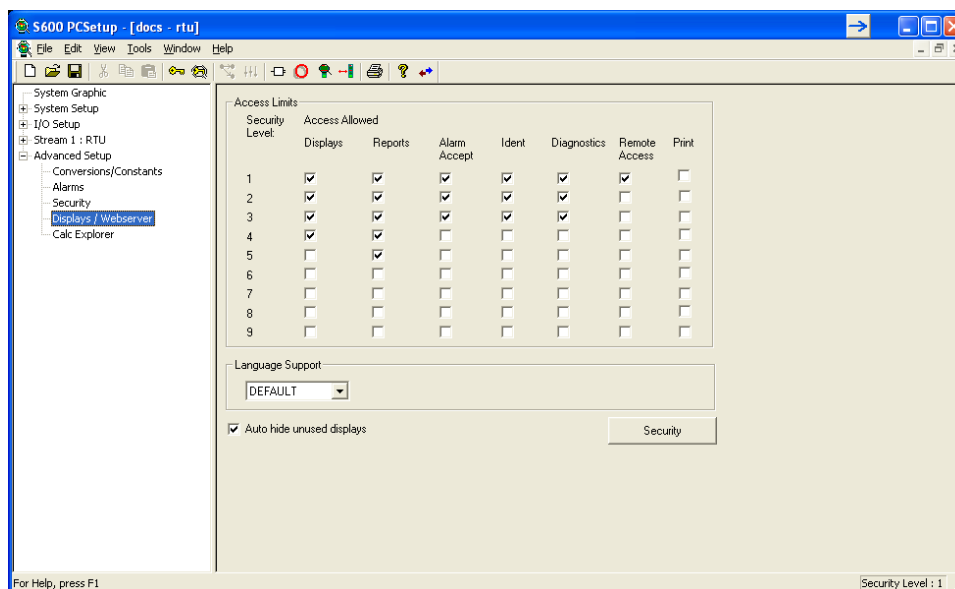 S600 PCSetup - [docs - rtu]
File Edit View Tools Window Help
System Graphic
System Setup
I/O Setup
Stream 1 : RTU
Advanced Setup
Conversions/Constants
Alarms
Security
Displays / Webserver
Calc Explorer
Access Limits
Security Level:
Access Allowed
Displays Reports Alarm Accept Ident Diagnostics Remote Access Print
1
2
3
4
5
6
7
8
9
Language Support
DEFAULT
Auto hide unused displays
Security
For Help, press F1
Security Level : 1